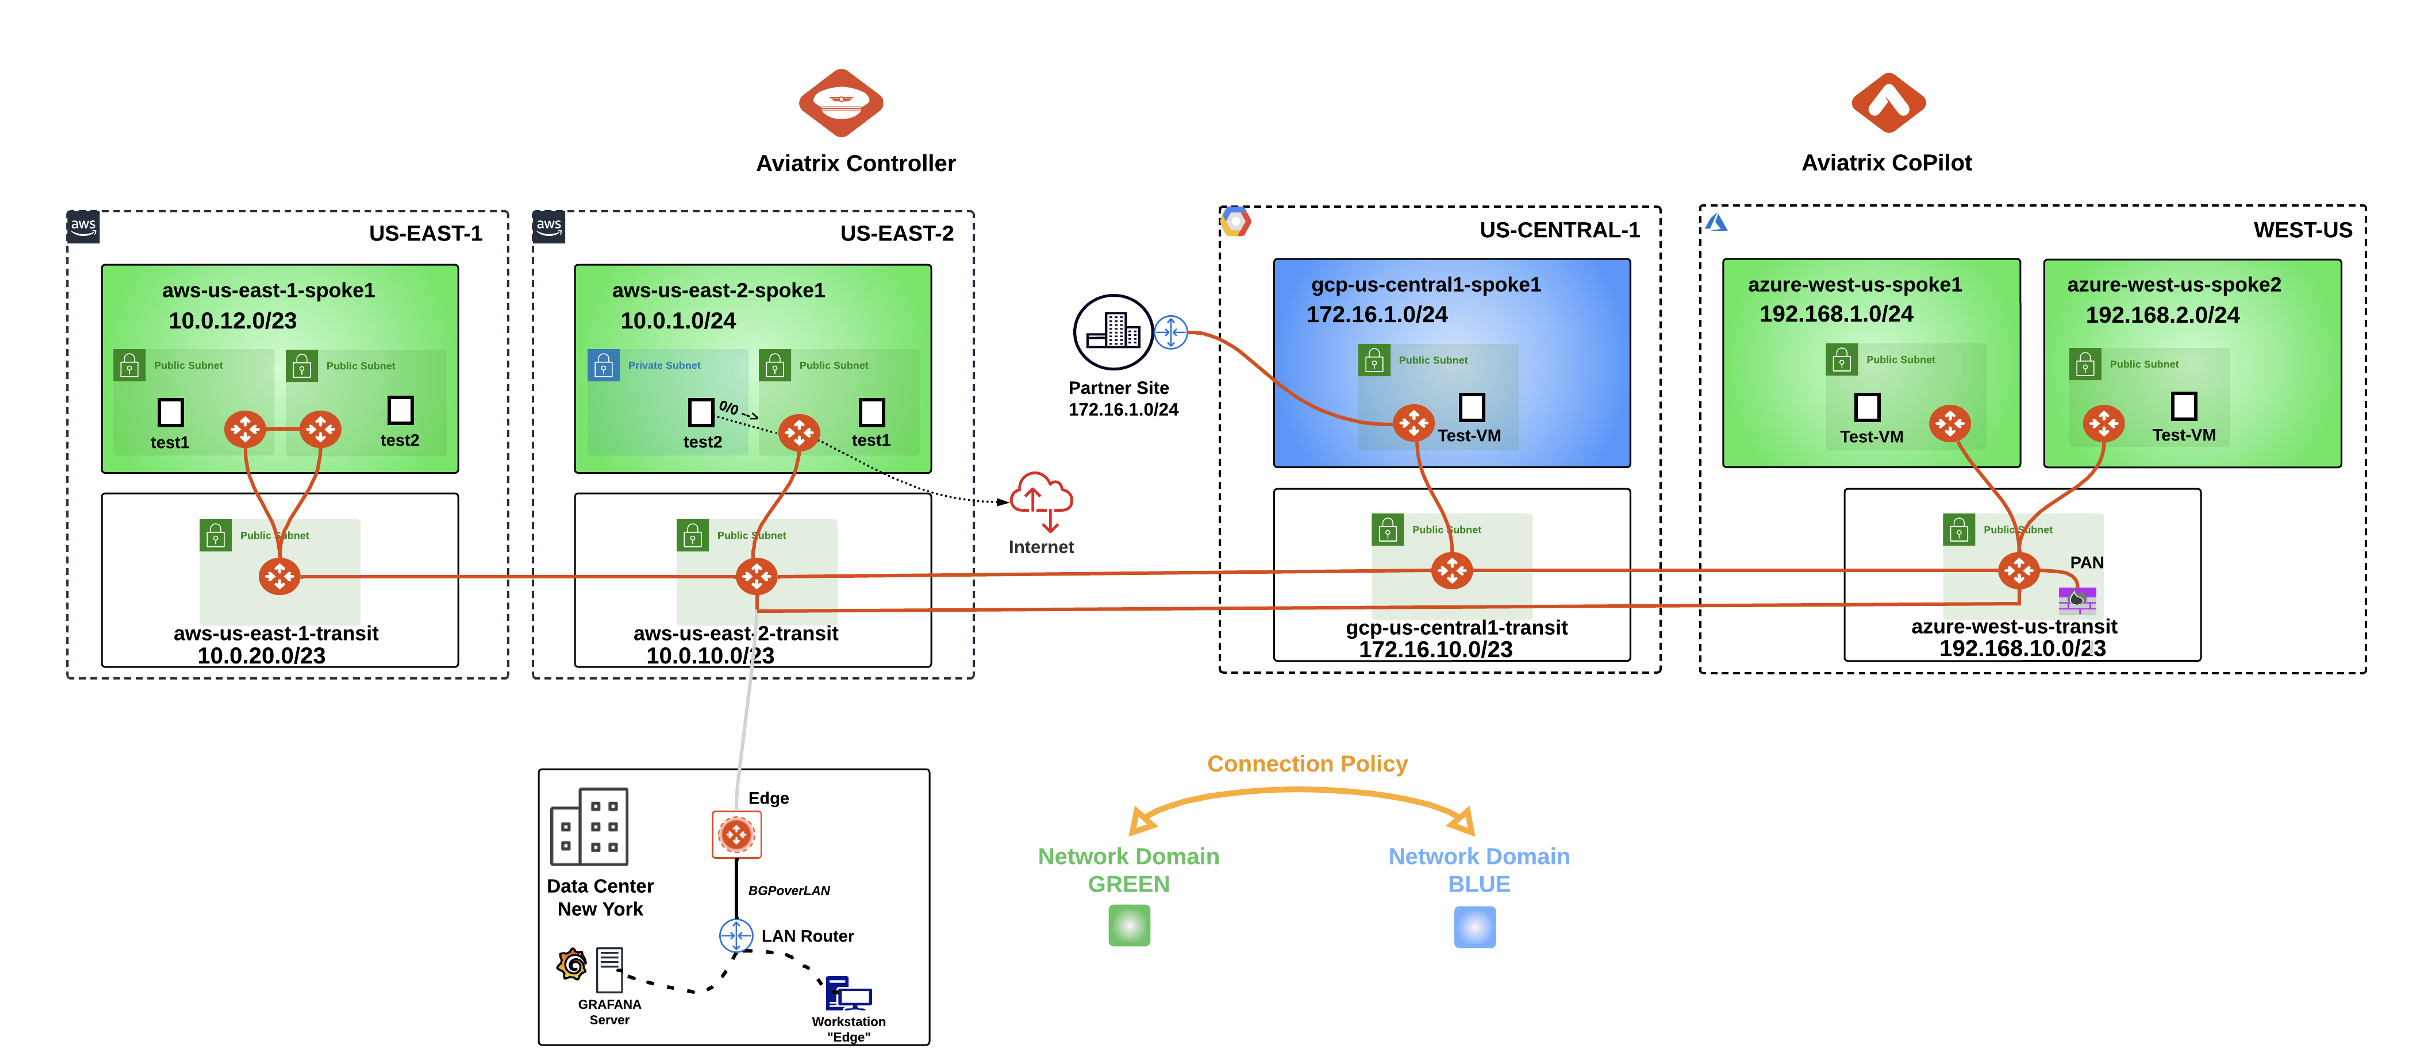 Aviatrix Controller
Aviatrix CoPilot
aws
US-EAST-1
aws-us-east-1-spoke1
10.0.12.0/23
Public Subnet
Public Subnet
test1
test2
Public Subnet
aws-us-east-1-transit
10.0.20.0/23
aws
US-EAST-2
aws-us-east-2-spoke1
10.0.1.0/24
Private Subnet
Public Subnet
0/0 -->
test2
test1
Public Subnet
aws-us-east-2-transit
10.0.10.0/23
Internet
Partner Site
172.16.1.0/24
US-CENTRAL-1
gcp-us-central1-spoke1
172.16.1.0/24
Public Subnet
Test-VM
Public Subnet
gcp-us-central1-transit
172.16.10.0/23
WEST-US
azure-west-us-spoke1
192.168.1.0/24
Public Subnet
Test-VM
azure-west-us-spoke2
192.168.2.0/24
Public Subnet
Test-VM
Public Subnet
PAN
azure-west-us-transit
192.168.10.0/23
Edge
Data Center
New York
BGPoverLAN
LAN Router
GRAFANA
Server
Workstation
"Edge"
Connection Policy
Network Domain
GREEN
Network Domain
BLUE